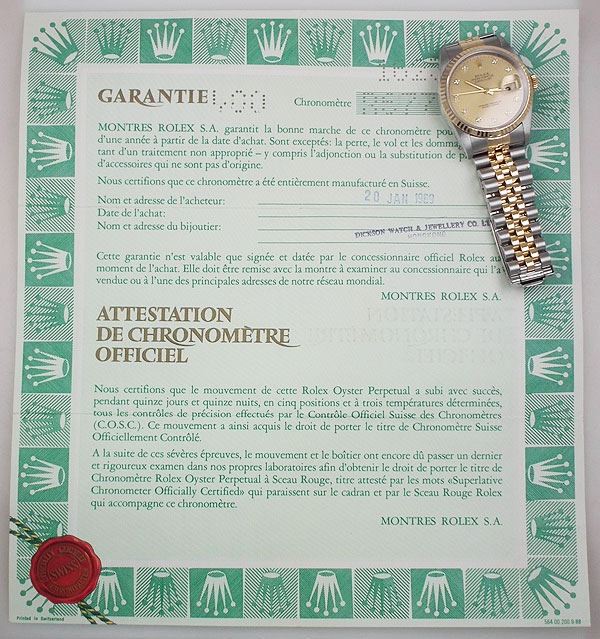 GARANTIE
Chronomètre
MONTRES ROLEX S.A. garantit la bonne marche de ce chronomètre
d'une année à partir de la date d'achat. Sont exceptés: la perte, le vol et les
d'un traitement non approprié – y compris l'adjonction ou la substitution de
d'accessoires qui ne sont pas d'origine.
Nous certifions que ce chronomètre a été entièrement manufacturé en Suisse.
Nom et adresse de l'acheteur:
20 JAN 1989
Date de l'achat:
Nom et adresse du bijoutier:
DICKSON WATCH & JEWELLERY CO.
HONGKONG
Cette garantie n'est valable que signée et datée par le concessionaire officiel Rolex au
moment de l'achat. Elle doit être remise avec la montre à examiner au concessionaire qui l'a
vendue ou à l'une des principales adresses de notre réseau mondial.
MONTRES ROLEX S.A.
ATTESTATION
DE CHRONOMÈTRE
OFFICIEL
Nous certifions que le mouvement de cette Rolex Oyster Perpetual a subi avec succès,
pendant quinze jours et quinze nuits, en cinq positions et à trois températures déterminées,
tous les contrôles de précision effectués par le Contrôle Officiel Suisse des Chronomètres
(C.O.S.C.). Ce mouvement a ainsi acquis le droit de porter le titre de Chronomètre Suisse
Officiellement Contrôlé.
A la suite de ces sévères épreuves, le mouvement et le boîtier ont encore dû passer un dernier
et rigoureux examen dans nos propres laboratoires afin d'obtenir le droit de porter le titre de
Chronomètre Rolex Oyster Perpetual à Sceau Rouge, titre attesté par les mots «Superlative
Chronometer Officially Certified» qui paraissent sur le cadran et par le Sceau Rouge Rolex
qui accompagne ce chronomètre.
MONTRES ROLEX S.A.
SWISS
Printed in Switzerland
564 00 200 9 88